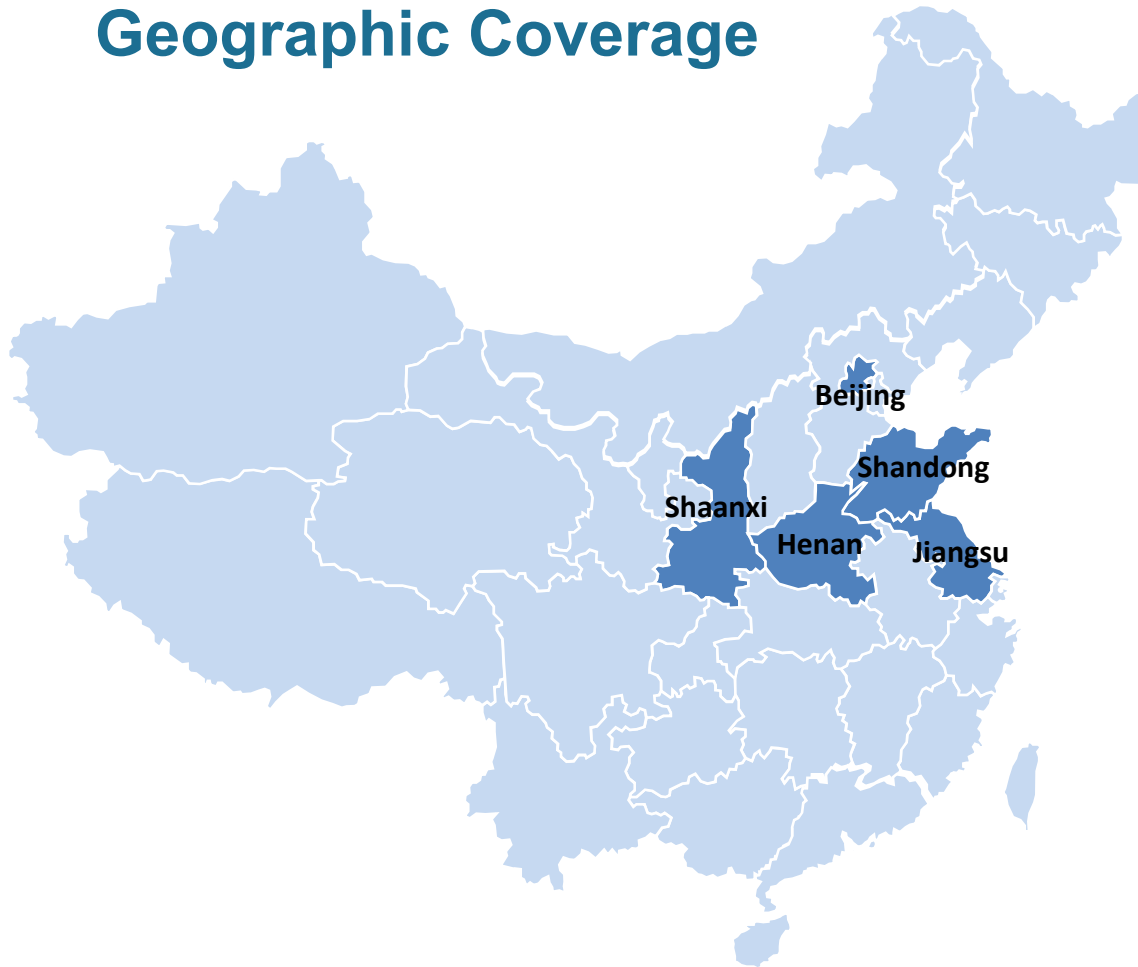 Geographic Coverage
Beijing
Shandong
Shaanxi
Henan
Jiangsu